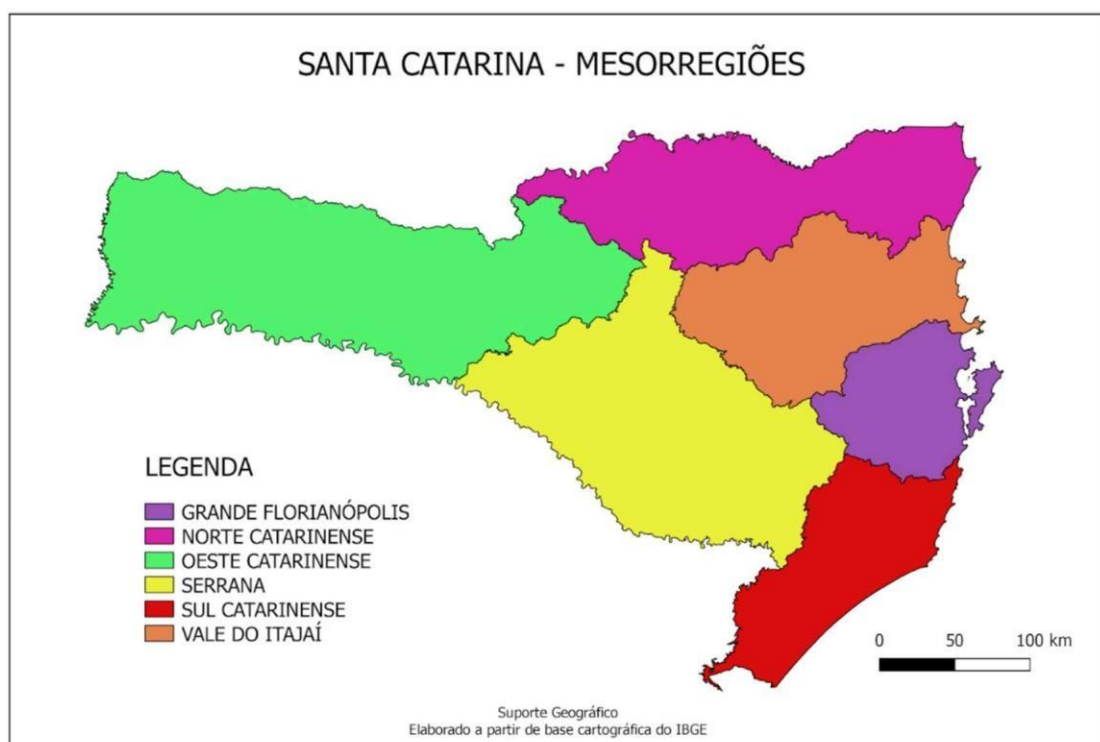 SANTA CATARINA - MESORREGIÕES
LEGENDA
GRANDE FLORIANÓPOLIS
NORTE CATARINENSE
OESTE CATARINENSE
SERRANA
SUL CATARINENSE
VALE DO ITAJAÍ
0 50 100 km
Suporte Geográfico
Elaborado a partir de base cartográfica do IBGE